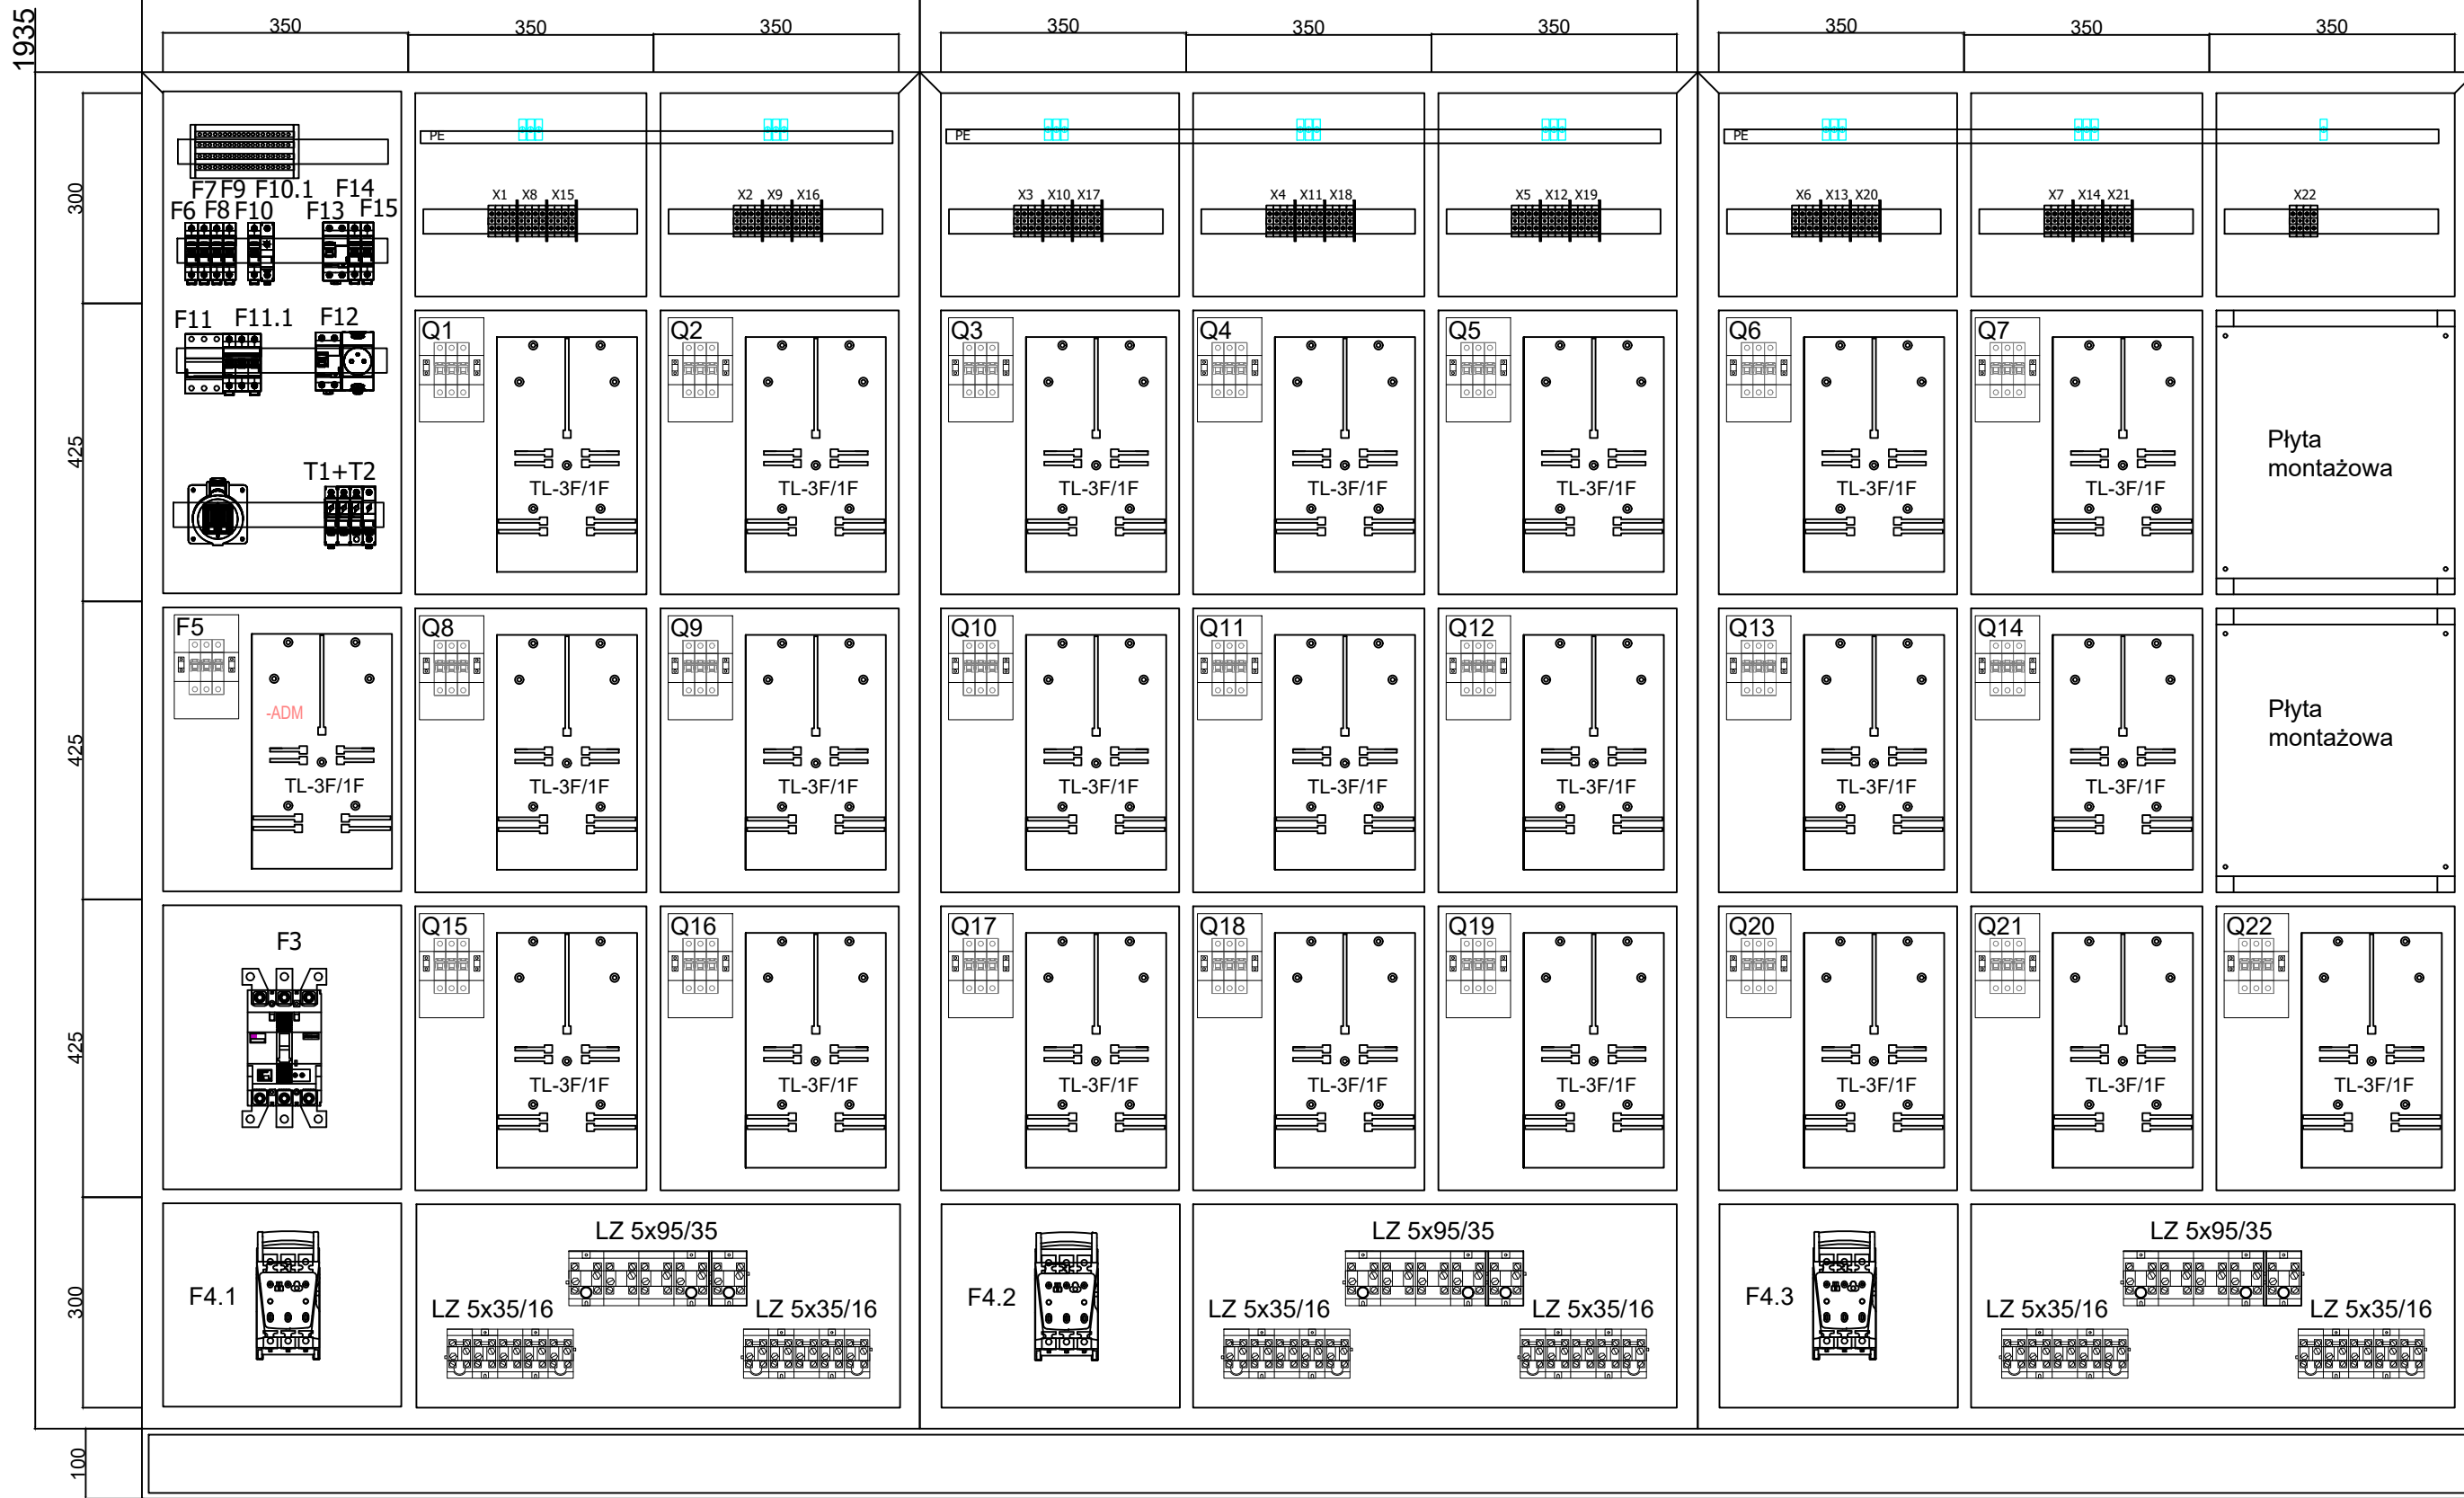 1935
350 350 350 350 350 350 350 350 350
300
PE PE PE
F7 F9 F10.1 F14
F6 F8 F10 F13 F15
X1 X8 X15 X2 X9 X16 X3 X10 X17 X4 X11 X18 X5 X12 X19 X6 X13 X20 X7 X14 X21 X22
F11 F11.1 F12
Q1 Q2 Q3 Q4 Q5 Q6 Q7
425
Płyta
montażowa
T1+T2
TL-3F/1F TL-3F/1F TL-3F/1F TL-3F/1F TL-3F/1F TL-3F/1F TL-3F/1F
F5 Q8 Q9 Q10 Q11 Q12 Q13 Q14
-ADM
425
Płyta
montażowa
TL-3F/1F TL-3F/1F TL-3F/1F TL-3F/1F TL-3F/1F TL-3F/1F TL-3F/1F TL-3F/1F
F3
Q15 Q16 Q17 Q18 Q19 Q20 Q21 Q22
425
TL-3F/1F TL-3F/1F TL-3F/1F TL-3F/1F TL-3F/1F TL-3F/1F TL-3F/1F TL-3F/1F
LZ 5x95/35 LZ 5x95/35 LZ 5x95/35
300
F4.1 F4.2 F4.3
LZ 5x35/16 LZ 5x35/16 LZ 5x35/16 LZ 5x35/16 LZ 5x35/16 LZ 5x35/16
100